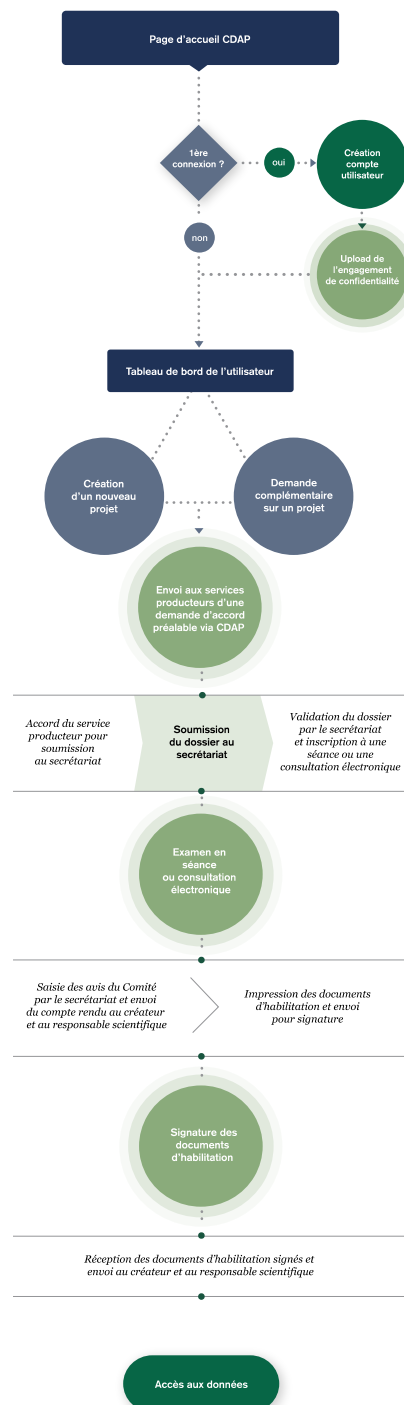 Page d'accueil CDAP
1ère
connexion ?
oui
Création
compte
utilisateur
non
Upload de
l'engagement
de confidentialité
Tableau de bord de l'utilisateur
Création
d'un nouveau
projet
Demande
complémentaire
sur un projet
Envoi aux services
producteurs d'une
demande d'accord
préalable via CDAP
Accord du service
producteur pour
soumission
au secrétariat
Soumission
du dossier au
secrétariat
Validation du dossier
par le secrétariat
et inscription à une
séance ou une
consultation électronique
Examen en
séance
ou consultation
électronique
Saisie des avis du Comité
par le secrétariat et envoi
du compte rendu au créateur
et au responsable scientifique
Impression des documents
d'habilitation et envoi
pour signature
Signature des
documents
d'habilitation
Réception des documents d'habilitation signés et
envoi au créateur et au responsable scientifique
Accès aux données